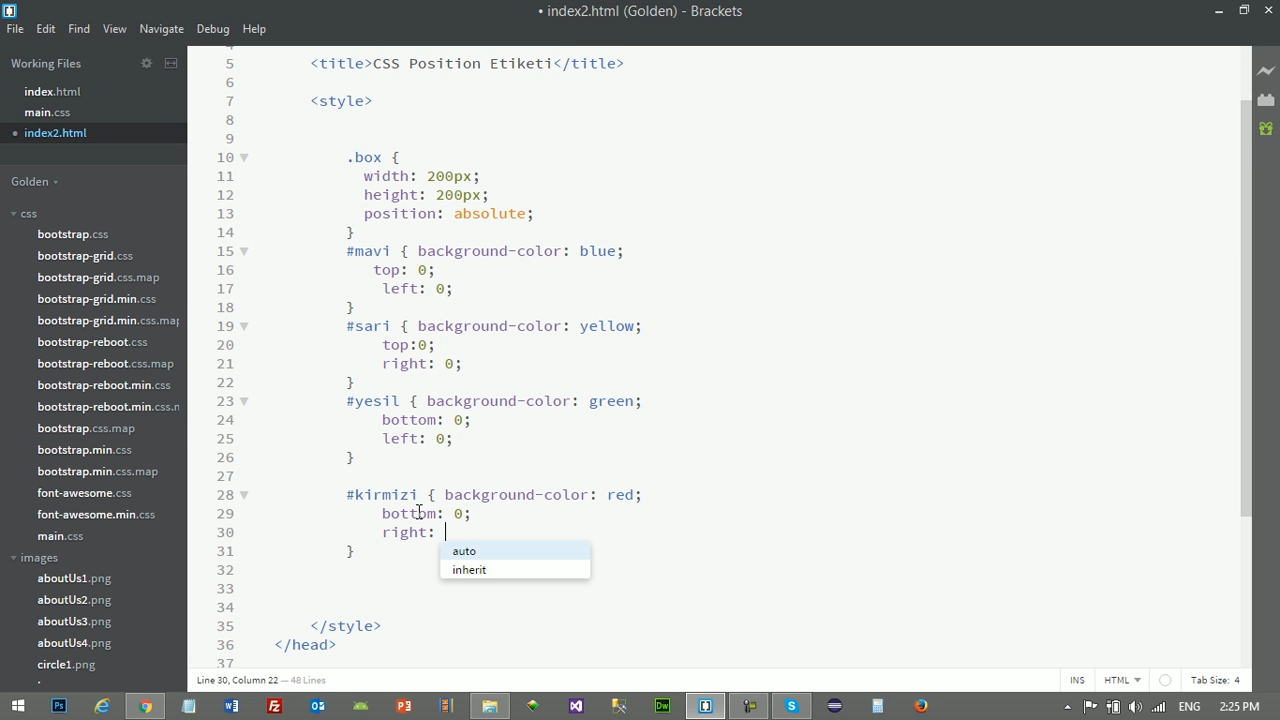 • index2.html (Golden) - Brackets
File Edit Find View Navigate Debug Help
Working Files
index.html
main.css
• index2.html
Golden
css
bootstrap.css
bootstrap-grid.css
bootstrap-grid.css.map
bootstrap-grid.min.css
bootstrap-grid.min.css.map
bootstrap-reboot.css
bootstrap-reboot.css.map
bootstrap-reboot.min.css
bootstrap-reboot.min.css.n
bootstrap.css.map
bootstrap.min.css
bootstrap.min.css.map
font-awesome.css
font-awesome.min.css
main.css
images
aboutUs1.png
aboutUs2.png
aboutUs3.png
aboutUs4.png
circle1.png
4
5 <title>CSS Position Etiketi</title>
6
7 <style>
8
9
10 .box {
11 width: 200px;
12 height: 200px;
13 position: absolute;
14 }
15 #mavi { background-color: blue;
16 top: 0;
17 left: 0;
18 }
19 #sari { background-color: yellow;
20 top:0;
21 right: 0;
22 }
23 #yesil { background-color: green;
24 bottom: 0;
25 left: 0;
26 }
27
28 #kirmizi { background-color: red;
29 bottom: 0;
30 right:
31 }
auto
inherit
32
33
34
35 </style>
36 </head>
37
Line 30, Column 22 — 48 Lines
INS HTML Tab Size: 4
ENG 2:25 PM